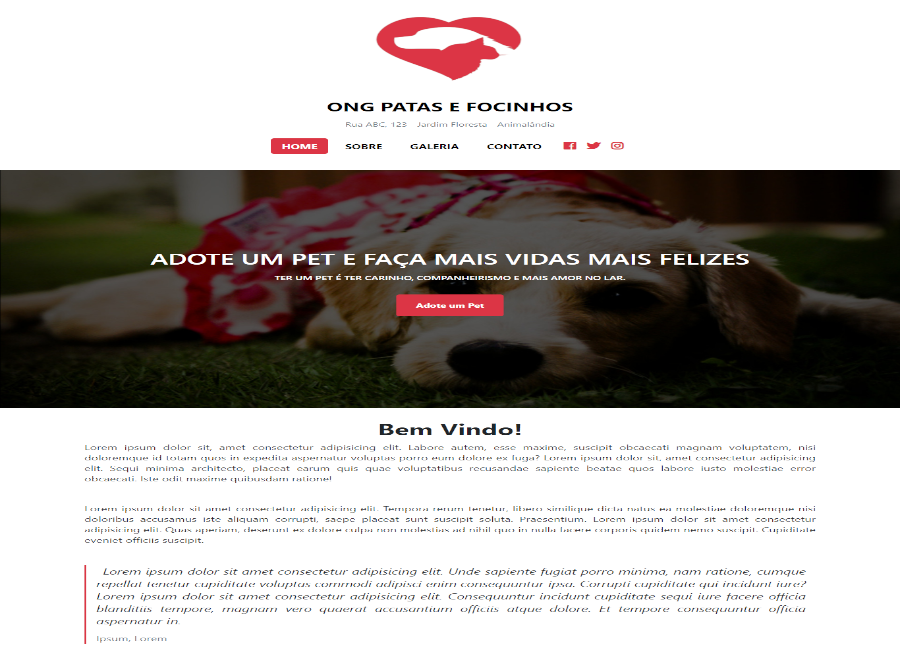 ONG PATAS E FOCINHOS
Rua ABC, 123 - Jardim Floresta - Animalândia
HOME SOBRE GALERIA CONTATO
ADOTE UM PET E FAÇA MAIS VIDAS MAIS FELIZES
TER UM PET É TER CARINHO, COMPANHEIRISMO E MAIS AMOR NO LAR.
Adote um Pet
Bem Vindo!
Lorem ipsum dolor sit, amet consectetur adipisicing elit. Labore autem, esse maxime, suscipit obcaecati magnam voluptatem, nisi
doloremque id totam quos in expedita aspernatur voluptas porro eum dolore ex fuga? Lorem ipsum dolor sit, amet consectetur adipisicing
elit. Sequi minima architecto, placeat earum quis quae voluptatibus recusandae sapiente beatae quos labore iusto molestiae error
obcaecati. Iste odit maxime quibusdam ratione!
Lorem ipsum dolor sit amet consectetur adipisicing elit. Tempora rerum tenetur, libero similique dicta natus ea molestiae doloremque nisi
doloribus accusamus iste aliquam corrupti, saepe placeat sunt suscipit soluta. Praesentium. Lorem ipsum dolor sit amet consectetur
adipisicing elit. Quas aperiam, deserunt ex dolore culpa non molestias ad nihil quo in nulla facere corporis quidem nemo suscipit. Cupiditate
eveniet officiis suscipit.
Lorem ipsum dolor sit amet consectetur adipisicing elit. Unde sapiente fugiat porro minima, nam ratione, cumque
repellat tenetur cupiditate voluptas commodi adipisci enim consequuntur ipsa. Corrupti cupiditate qui incidunt iure?
Lorem ipsum dolor sit amet consectetur adipisicing elit. Consequuntur incidunt cupiditate sequi iure facere officia
blanditiis tempore, magnam vero quaerat accusantium officiis atque dolore. Et tempore consequuntur officia
aspernatur in.
Ipsum, Lorem